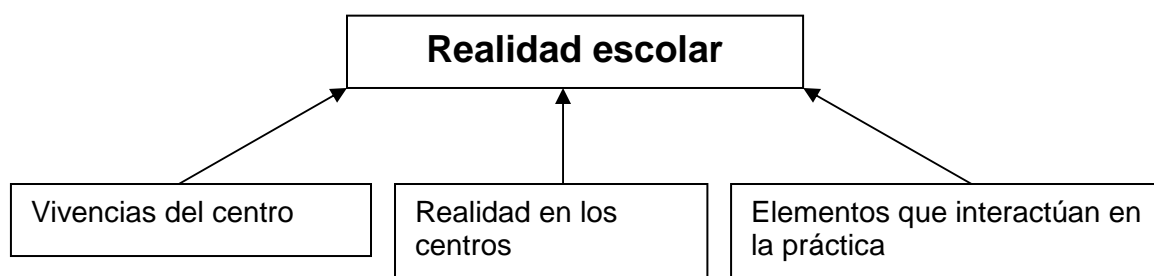 Realidad escolar
Vivencias del centro
Realidad en los
centros
Elementos que interactúan en
la práctica